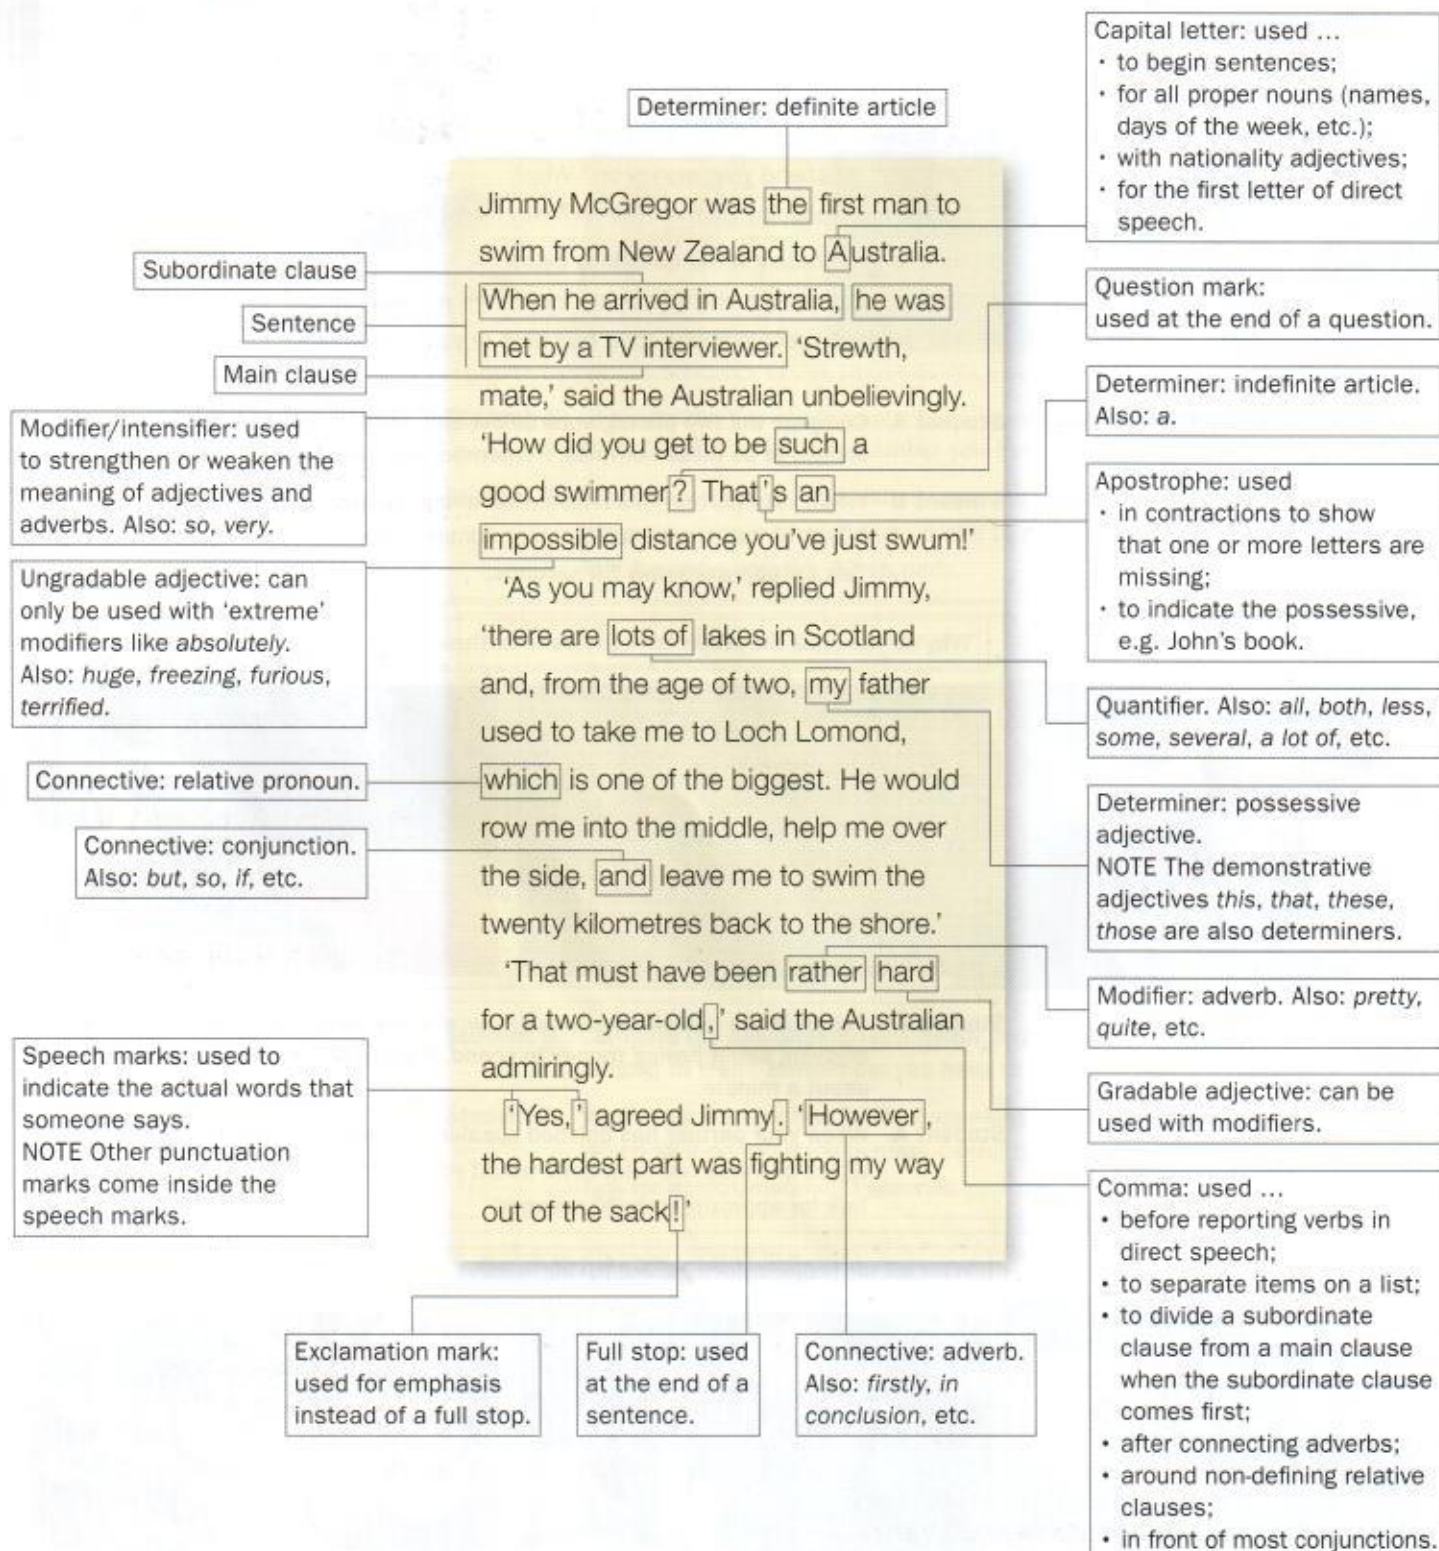 Determiner: definite article
Capital letter: used ...
· to begin sentences;
· for all proper nouns (names,
days of the week, etc.);
· with nationality adjectives;
· for the first letter of direct
speech.
Jimmy McGregor was the first man to
swim from New Zealand to Australia.
When he arrived in Australia, he was
met by a TV interviewer. ‘Strewth,
mate,’ said the Australian unbelievingly.
‘How did you get to be such a
good swimmer? That’s an
impossible distance you’ve just swum!’
‘As you may know,’ replied Jimmy,
‘there are lots of lakes in Scotland
and, from the age of two, my father
used to take me to Loch Lomond,
which is one of the biggest. He would
row me into the middle, help me over
the side, and leave me to swim the
twenty kilometres back to the shore.’
‘That must have been rather hard
for a two-year-old,’ said the Australian
admiringly.
‘Yes,’ agreed Jimmy. ‘However,
the hardest part was fighting my way
out of the sack!’
Subordinate clause
Sentence
Main clause
Modifier/intensifier: used
to strengthen or weaken the
meaning of adjectives and
adverbs. Also: so, very.
Ungradable adjective: can
only be used with ‘extreme’
modifiers like absolutely.
Also: huge, freezing, furious,
terrified.
Connective: relative pronoun.
Connective: conjunction.
Also: but, so, if, etc.
Speech marks: used to
indicate the actual words that
someone says.
NOTE Other punctuation
marks come inside the
speech marks.
Question mark:
used at the end of a question.
Determiner: indefinite article.
Also: a.
Apostrophe: used
· in contractions to show
that one or more letters are
missing;
· to indicate the possessive,
e.g. John’s book.
Quantifier. Also: all, both, less,
some, several, a lot of, etc.
Determiner: possessive
adjective.
NOTE The demonstrative
adjectives this, that, these,
those are also determiners.
Modifier: adverb. Also: pretty,
quite, etc.
Gradable adjective: can be
used with modifiers.
Comma: used ...
• before reporting verbs in
direct speech;
• to separate items on a list;
• to divide a subordinate
clause from a main clause
when the subordinate clause
comes first;
• after connecting adverbs;
• around non-defining relative
clauses;
• in front of most conjunctions.
Exclamation mark:
used for emphasis
instead of a full stop.
Full stop: used
at the end of a
sentence.
Connective: adverb.
Also: firstly, in
conclusion, etc.